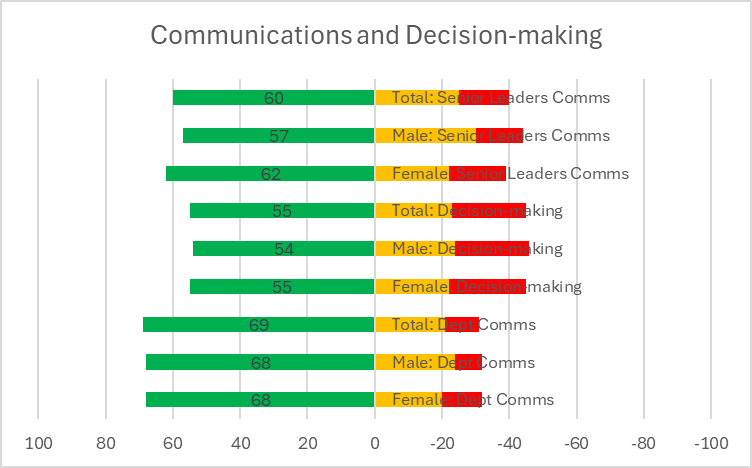 Communications and Decision-making
60 Total: Senior Leaders Comms
57 Male: Senior Leaders Comms
62 Female: Senior Leaders Comms
55 Total: Decision-making
54 Male: Decision-making
55 Female: Decision-making
69 Total: Dept Comms
68 Male: Dept Comms
68 Female: Dept Comms
100 80 60 40 20 0 -20 -40 -60 -80 -100